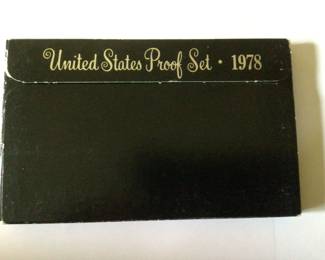 United States Proof Set · 1978